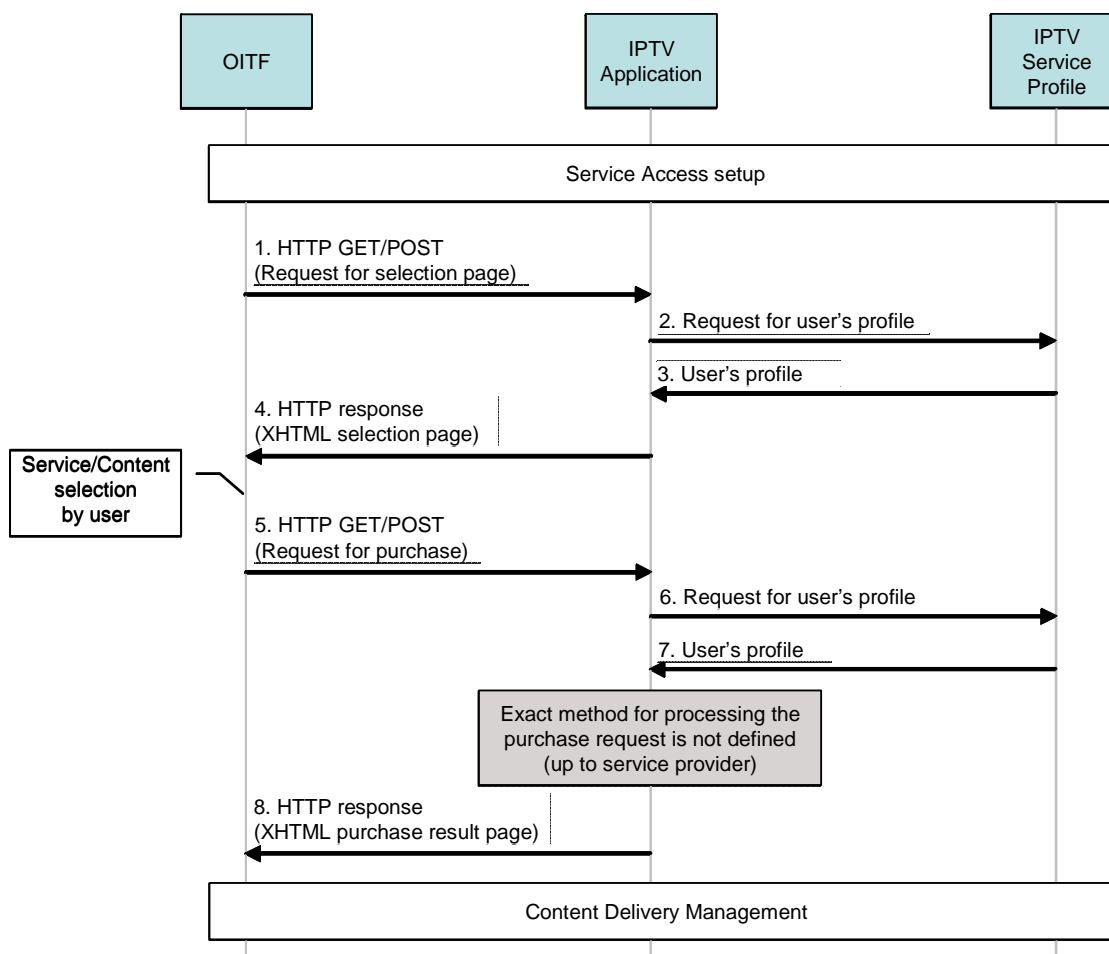 OITF
IPTV
Application
IPTV
Service
Profile
Service Access setup
1. HTTP GET/POST
(Request for selection page)
2. Request for user’s profile
3. User’s profile
4. HTTP response
(XHTML selection page)
Service/Content
selection
by user
5. HTTP GET/POST
(Request for purchase)
6. Request for user’s profile
7. User’s profile
Exact method for processing the
purchase request is not defined
(up to service provider)
8. HTTP response
(XHTML purchase result page)
Content Delivery Management